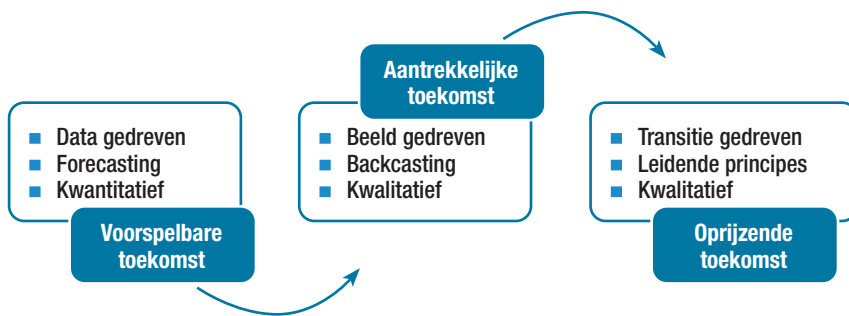 Data gedreven
Forecasting
Kwantitatief
Voorspelbare
toekomst
Aantrekkelijke
toekomst
Beeld gedreven
Backcasting
Kwalitatief
Transitie gedreven
Leidende principes
Kwalitatief
Oprijzende
toekomst